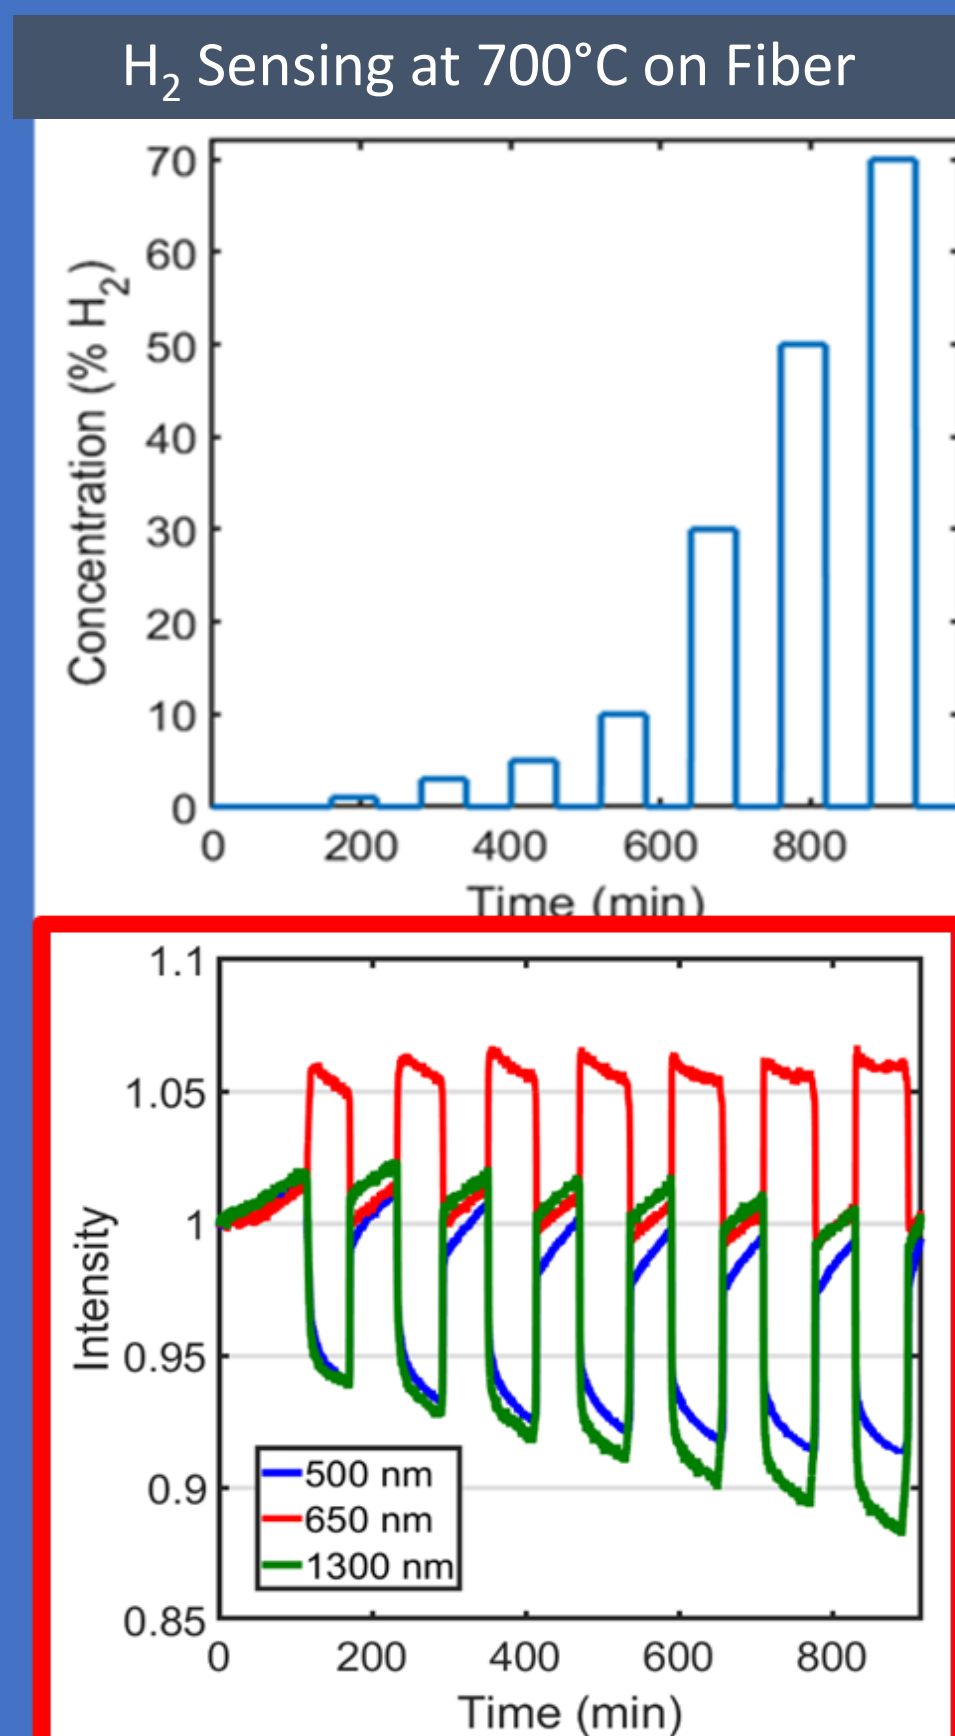 H₂ Sensing at 700°C on Fiber
70
60
50
40
30
20
10
0
Concentration (% H₂)
0 200 400 600 800
Time (min)
1.1
1.05
1
0.95
0.9
0.85
Intensity
500 nm
650 nm
1300 nm
0 200 400 600 800
Time (min)